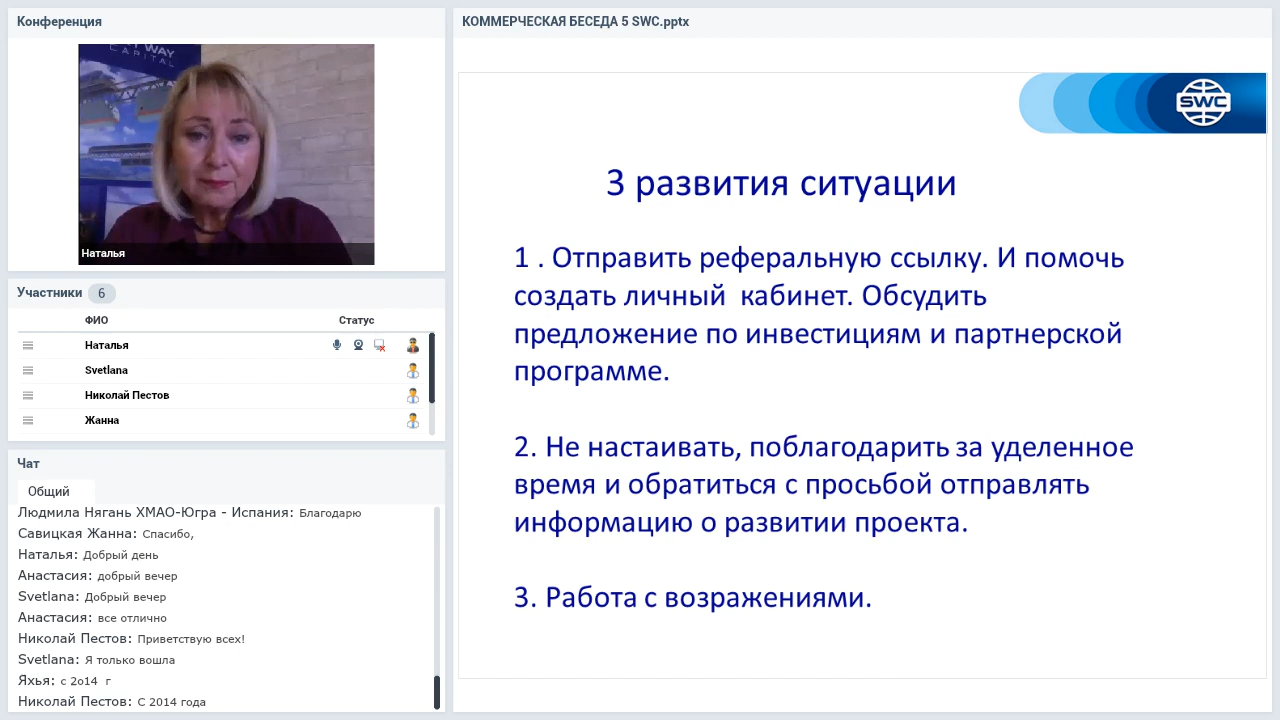 Конференция
WAY
CAPITAL
Наталья
Участники 6
ФИО Статус
Наталья
Svetlana
Николай Пестов
Жанна
Чат
Общий
Людмила Нягань ХМАО-Югра - Испания: Благодарю
Савицкая Жанна: Спасибо,
Наталья: Добрый день
Анастасия: добрый вечер
Svetlana: Добрый вечер
Анастасия: все отлично
Николай Пестов: Приветствую всех!
Svetlana: Я только вошла
Яхья: с 2о14 г
Николай Пестов: С 2014 года
КОММЕРЧЕСКАЯ БЕСЕДА 5 SWC.pptx
SWC
3 развития ситуации
1 . Отправить реферальную ссылку. И помочь
создать личный кабинет. Обсудить
предложение по инвестициям и партнерской
программе.
2. Не настаивать, поблагодарить за уделенное
время и обратиться с просьбой отправлять
информацию о развитии проекта.
3. Работа с возражениями.